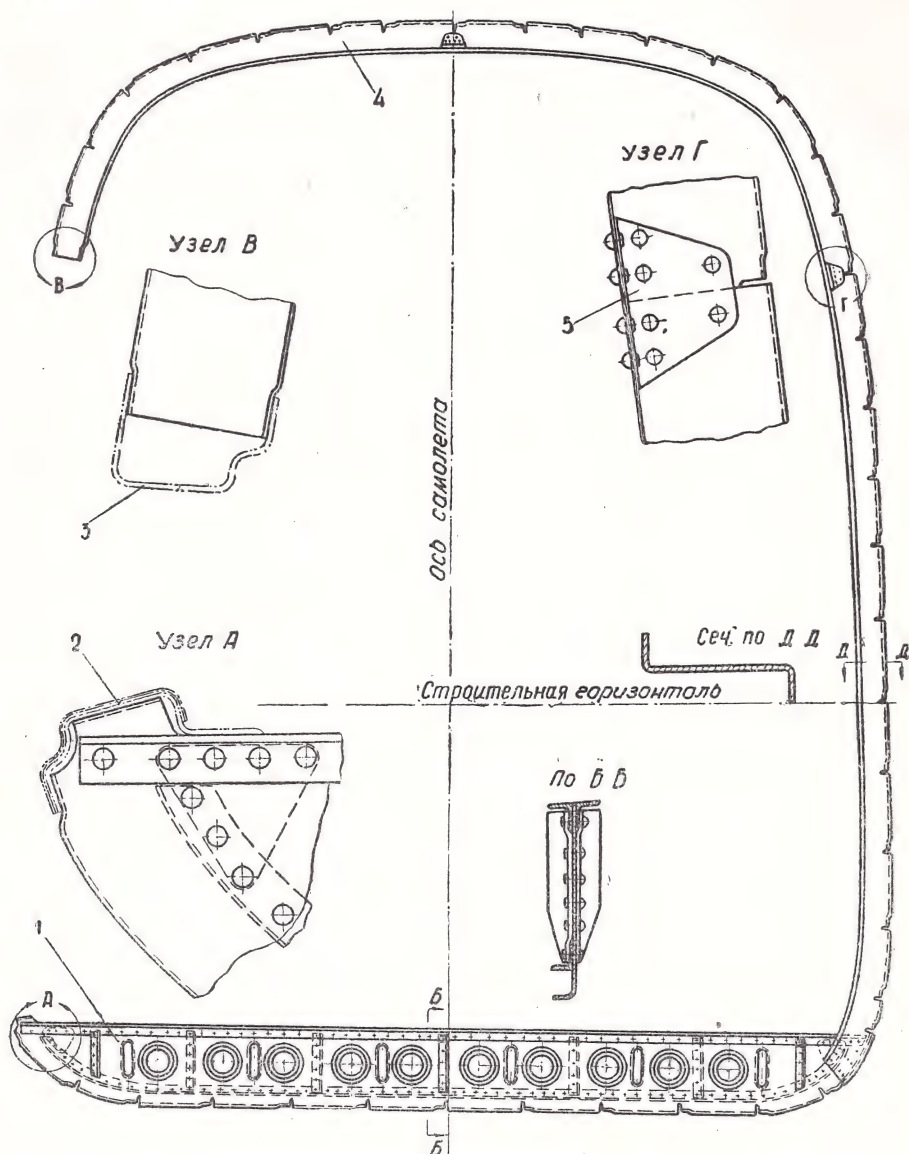 4
Узел Г
Узел В
В
5
Г
3
ось самолета
2
Узел А
Сеч. по Д Д
Д
Д
Строительная горизонталь
По Б Б
1
А
Б
Б